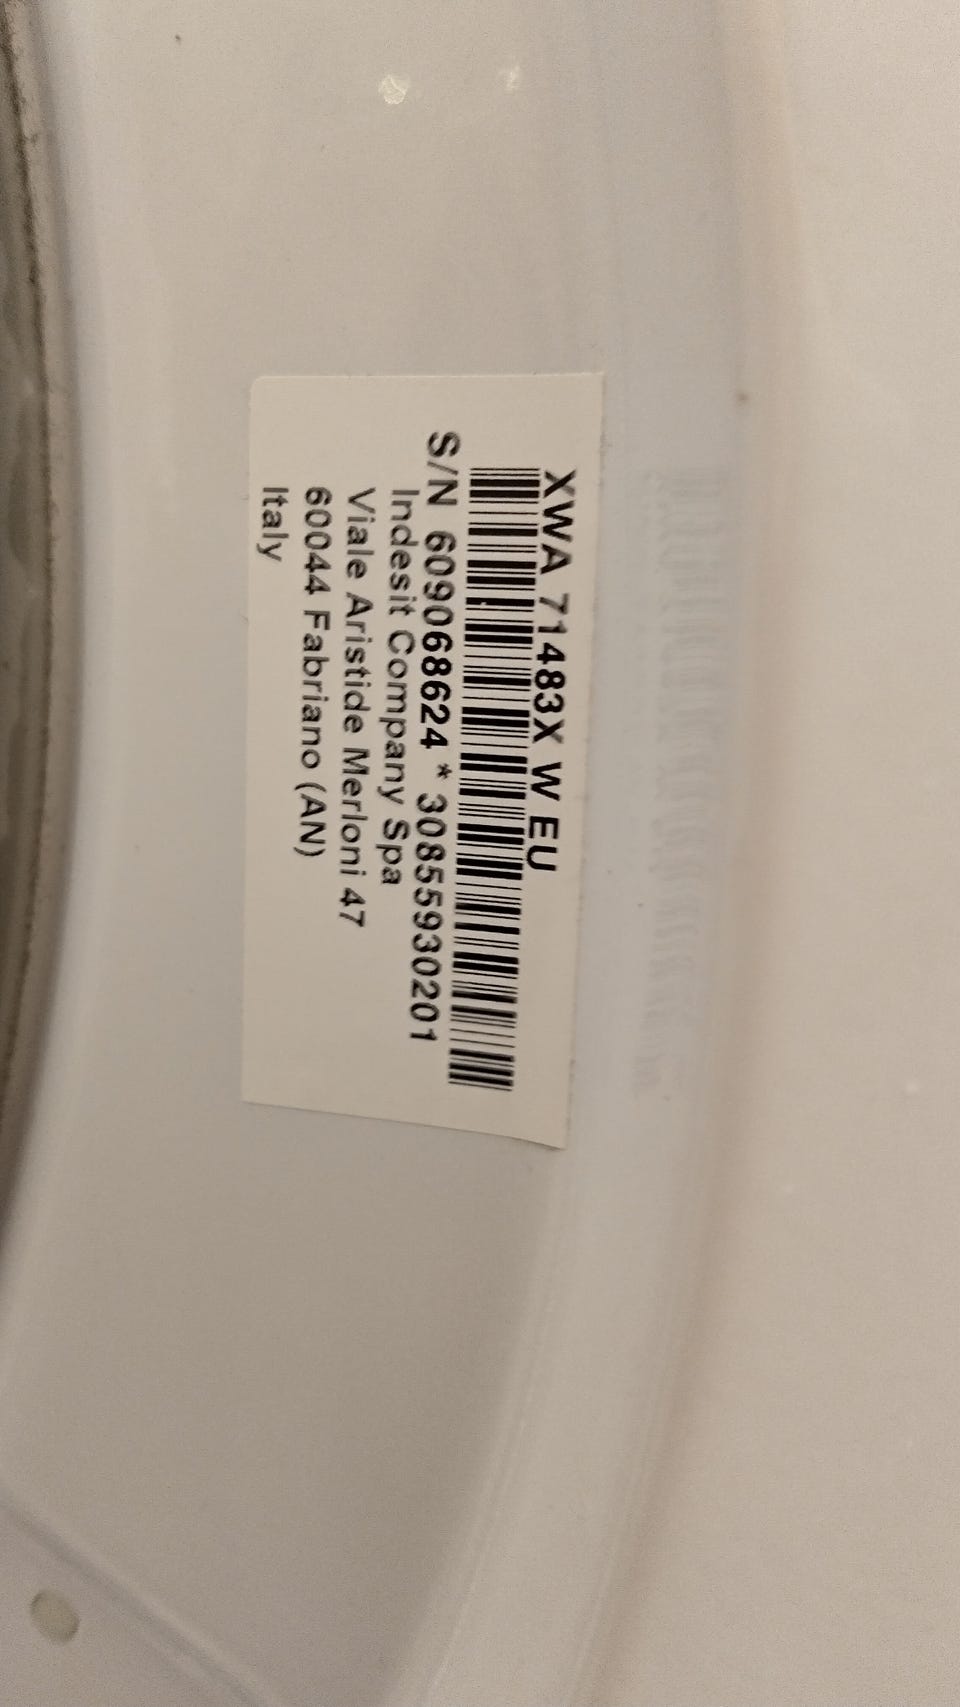 XWA 71483X W EU
S/N 609068624 * 30855930201
Indesit Company Spa
Viale Aristide Merloni 47
60044 Fabriano (AN)
Italy